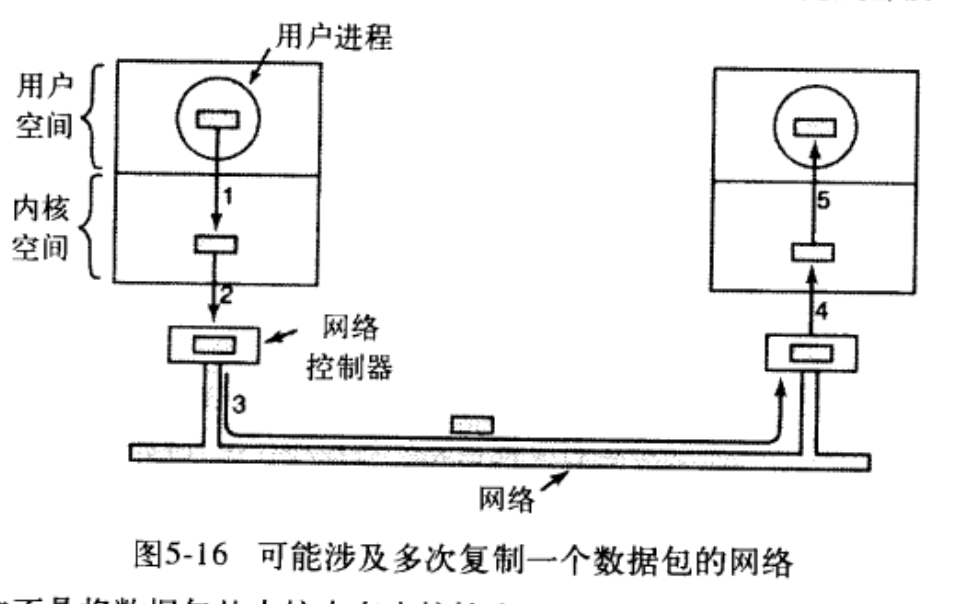 用户进程
用户
空间
1
5
内核
空间
2
4
网络
控制器
3
网络
图5-16 可能涉及多次复制一个数据包的网络